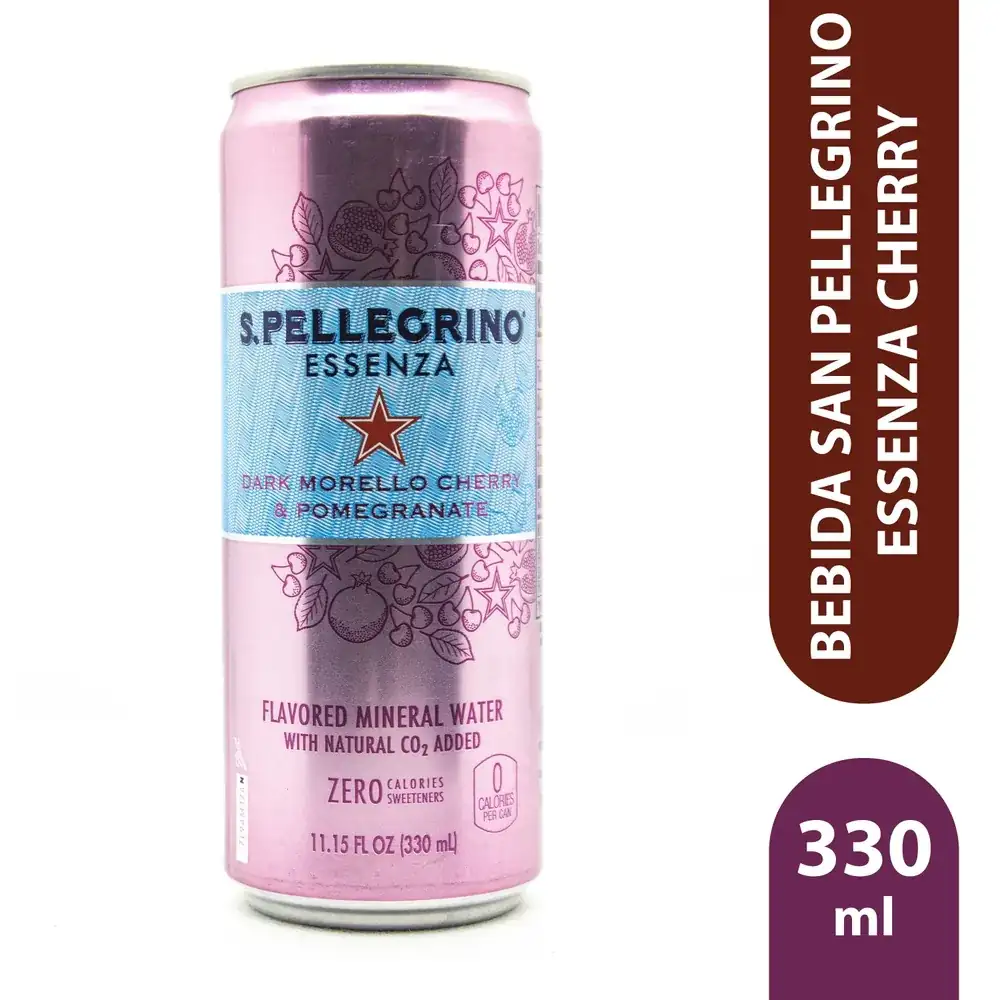 S.PELLEGRINO
ESSENZA
DARK MORELLO CHERRY
& POMEGRANATE
FLAVORED MINERAL WATER
WITH NATURAL CO₂ ADDED
ZERO CALORIES
SWEETENERS
0
CALORIES
PER CAN
11.15 FL OZ (330 mL)
BEBIDA SAN PELLEGRINO
ESSENZA CHERRY
330
ml